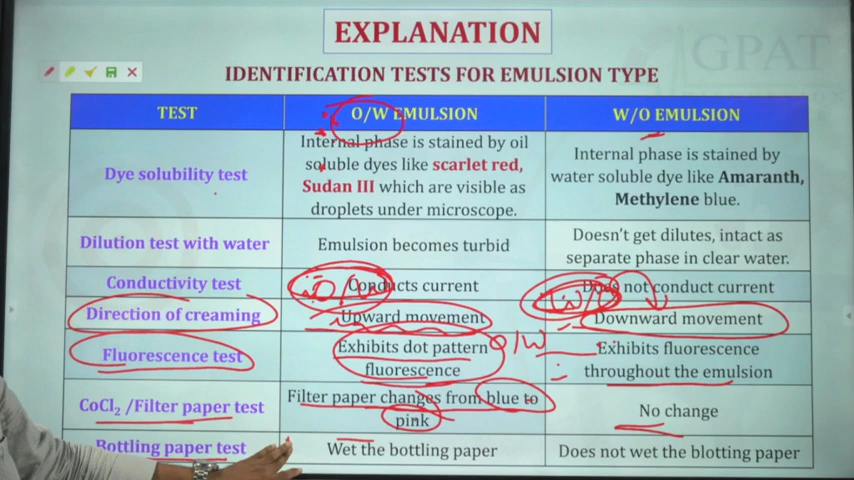 EXPLANATION
GPAT
IDENTIFICATION TESTS FOR EMULSION TYPE
TEST
O/W EMULSION
W/O EMULSION
Dye solubility test
Internal phase is stained by oil
soluble dyes like scarlet red,
Sudan III which are visible as
droplets under microscope.
Internal phase is stained by
water soluble dye like Amaranth,
Methylene blue.
Dilution test with water
Emulsion becomes turbid
Doesn't get dilutes, intact as
separate phase in clear water.
Conductivity test
Conducts current
Does not conduct current
Direction of creaming
Upward movement
Downward movement
Fluorescence test
Exhibits dot pattern
fluorescence
O/W
Exhibits fluorescence
throughout the emulsion
CoCl₂ /Filter paper test
Filter paper changes from blue to
pink
No change
Bottling paper test
Wet the bottling paper
Does not wet the blotting paper